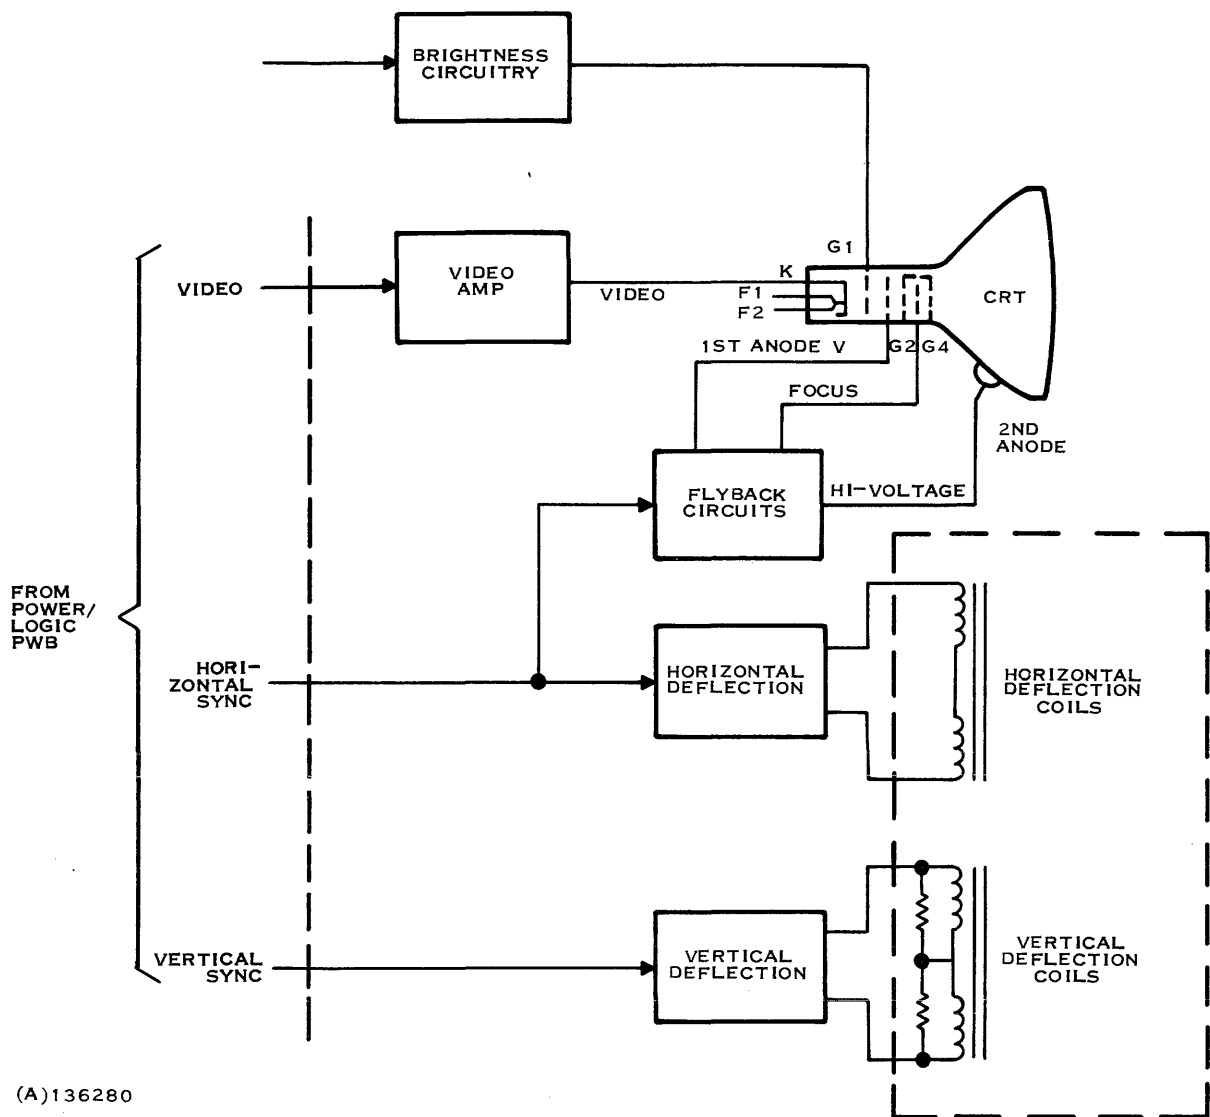 BRIGHTNESS
CIRCUITRY
G1
VIDEO
VIDEO
AMP
VIDEO
K
F1
F2
CRT
1ST ANODE V
G2
G4
FOCUS
2ND
ANODE
FLYBACK
CIRCUITS
HI-VOLTAGE
FROM
POWER/
LOGIC
PWB
HORI-
ZONTAL
SYNC
HORIZONTAL
DEFLECTION
HORIZONTAL
DEFLECTION
COILS
VERTICAL
SYNC
VERTICAL
DEFLECTION
VERTICAL
DEFLECTION
COILS
(A)136280